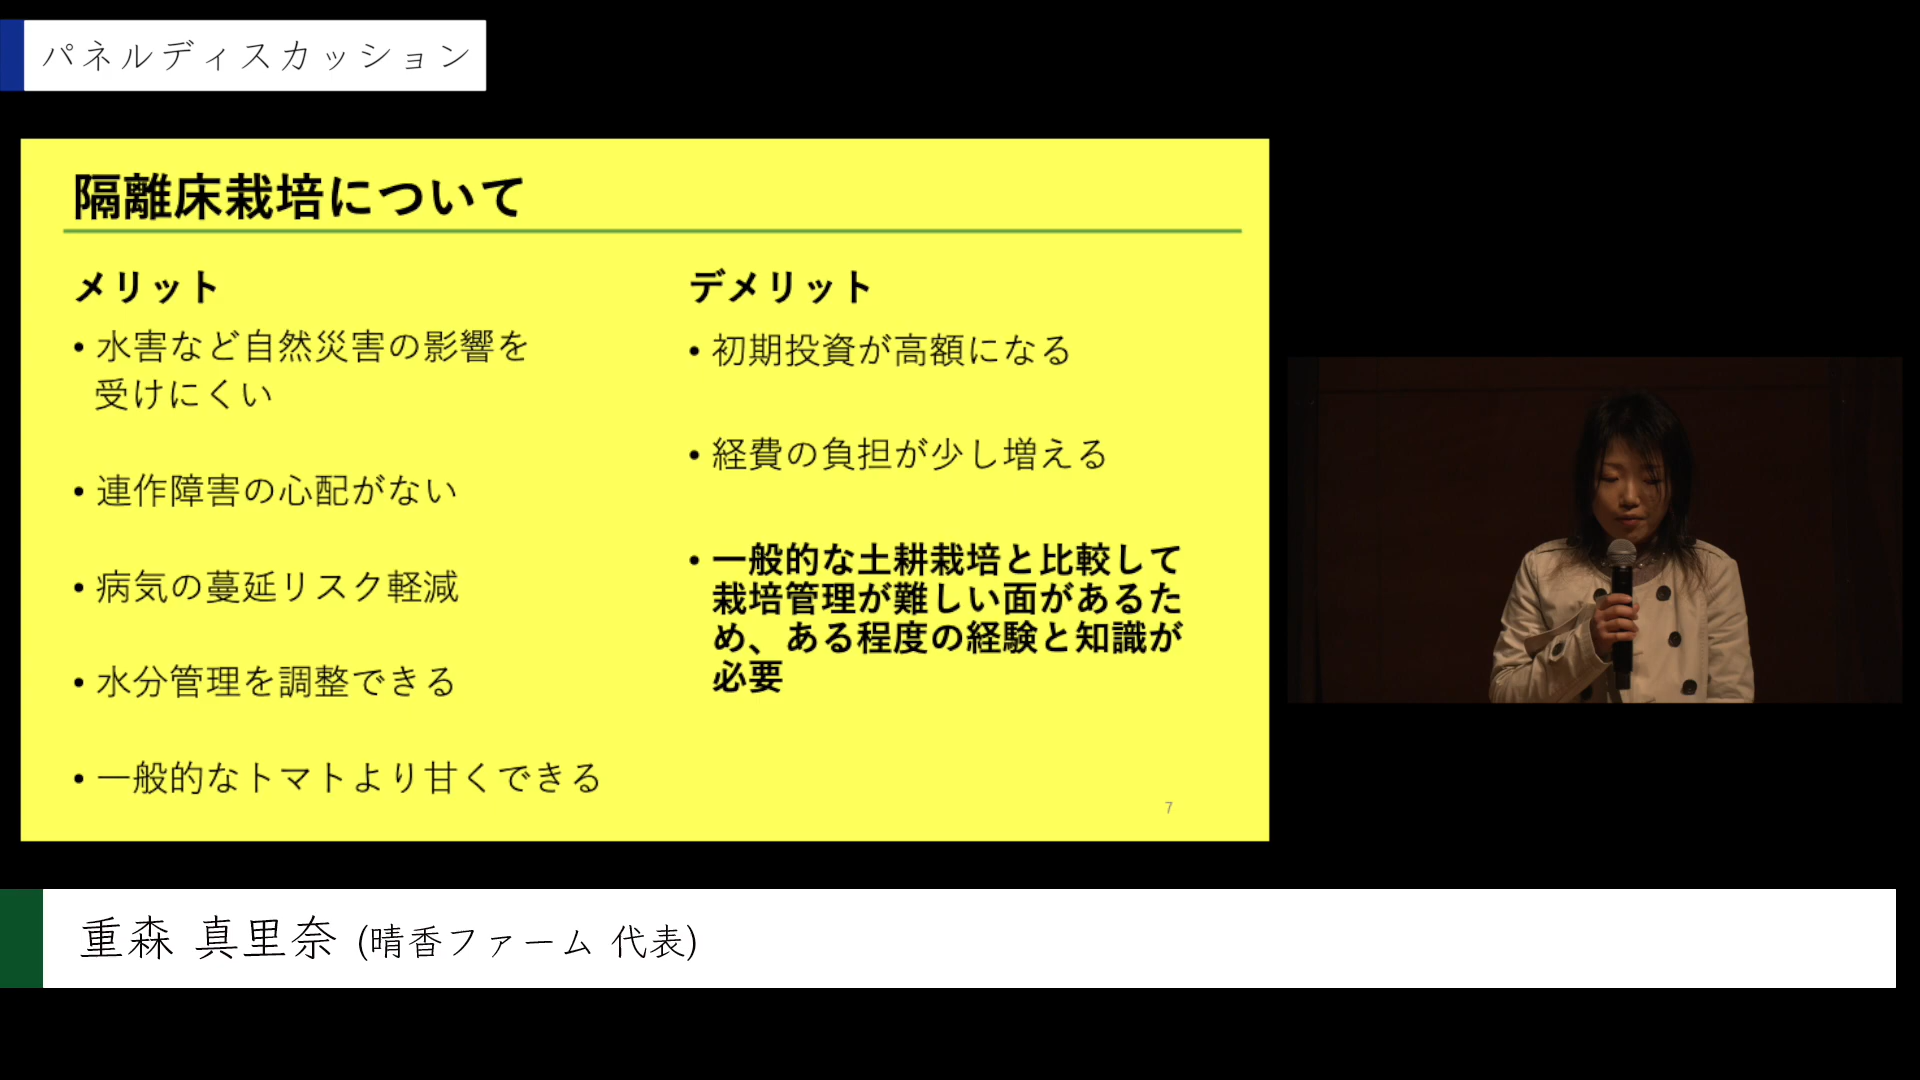 パネルディスカッション
隔離床栽培について
メリット
• 水害など自然災害の影響を
受けにくい
• 連作障害の心配がない
• 病気の蔓延リスク軽減
• 水分管理を調整できる
• 一般的なトマトより甘くできる
デメリット
• 初期投資が高額になる
• 経費の負担が少し増える
• 一般的な土耕栽培と比較して
栽培管理が難しい面があるた
め、ある程度の経験と知識が
必要
7
重森 真里奈 (晴香ファーム 代表)